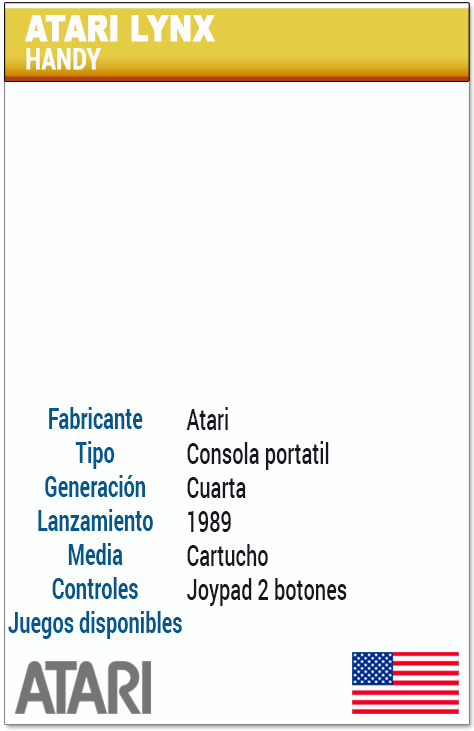 ATARI LYNX
HANDY
Fabricante Atari
Tipo Consola portatil
Generación Cuarta
Lanzamiento 1989
Media Cartucho
Controles Joypad 2 botones
Juegos disponibles
ATARI